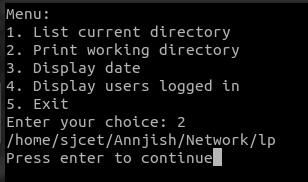 Menu:
1. List current directory
2. Print working directory
3. Display date
4. Display users logged in
5. Exit
Enter your choice: 2
/home/sjcet/Annjish/Network/lp
Press enter to continue